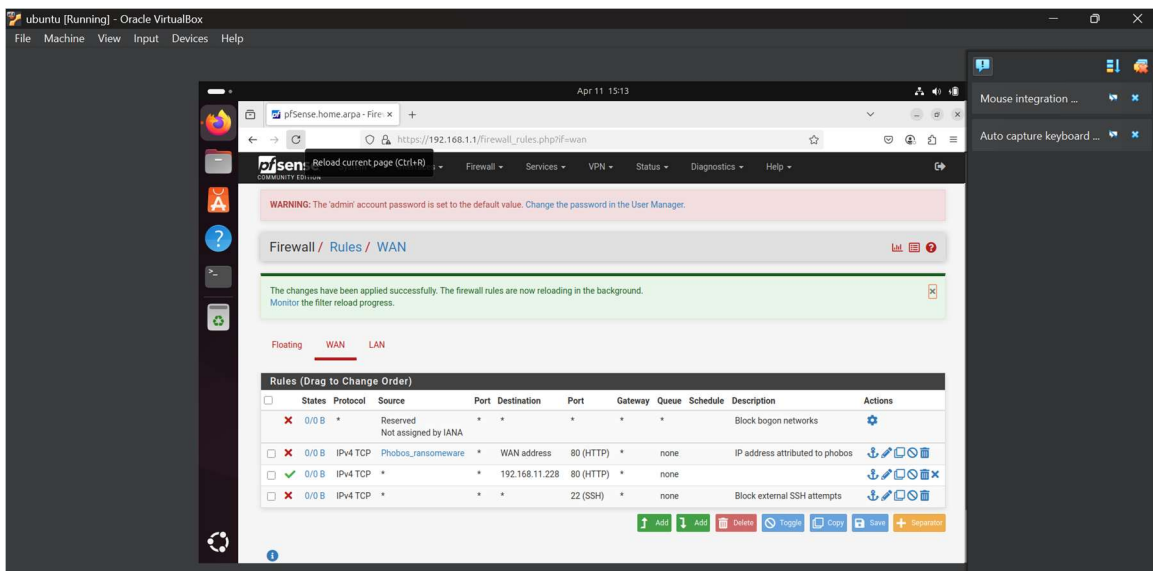 ubuntu [Running] - Oracle VirtualBox
File Machine View Input Devices Help
Mouse integration ...
Auto capture keyboard ...
Apr 11 15:13
pfSense.home.arpa - Fire
https://192.168.1.1/firewall_rules.php?if=wan
Reload current page (Ctrl+R)
pfsens
COMMUNITY EDITION
Firewall Services VPN Status Diagnostics Help
WARNING: The 'admin' account password is set to the default value. Change the password in the User Manager.
Firewall / Rules / WAN
The changes have been applied successfully. The firewall rules are now reloading in the background.
Monitor the filter reload progress.
Floating WAN LAN
Rules (Drag to Change Order)
States Protocol Source Port Destination Port Gateway Queue Schedule Description Actions
0/0 B * Reserved * * * * * Block bogon networks
Not assigned by IANA
0/0 B IPv4 TCP Phobos_ransomeware * WAN address 80 (HTTP) * none IP address attributed to phobos
0/0 B IPv4 TCP * * 192.168.11.228 80 (HTTP) * none
0/0 B IPv4 TCP * * * 22 (SSH) * none Block external SSH attempts
Add Add Delete Toggle Copy Save Separator